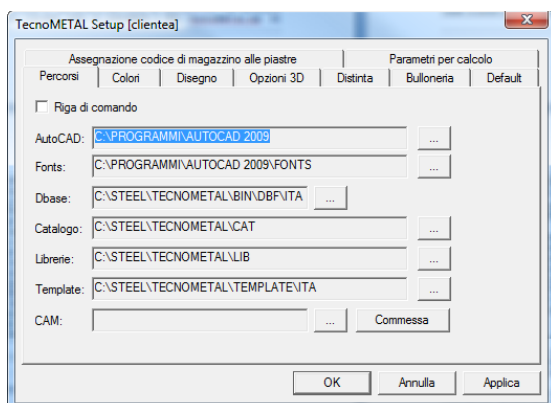 TecnoMETAL Setup [clientea]
Assegnazione codice di magazzino alle piastre Parametri per calcolo
Percorsi Colori Disegno Opzioni 3D Distinta Bulloneria Default
Riga di comando
AutoCAD: C:\PROGRAMMI\AUTOCAD 2009 ...
Fonts: C:\PROGRAMMI\AUTOCAD 2009\FONTS ...
Dbase: C:\STEEL\TECNOMETAL\BIN\DBF\ITA ...
Catalogo: C:\STEEL\TECNOMETAL\CAT ...
Librerie: C:\STEEL\TECNOMETAL\LIB ...
Template: C:\STEEL\TECNOMETAL\TEMPLATE\ITA ...
CAM: ... Commessa
OK Annulla Applica